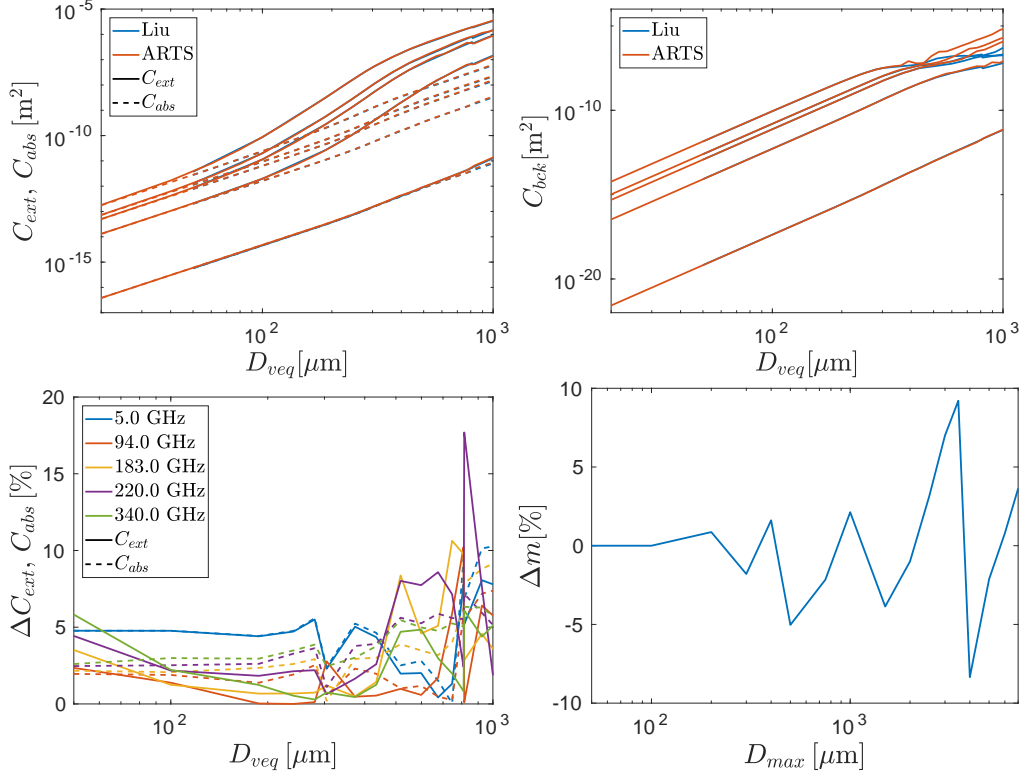 10^-5
10^-10
10^-15
C_ext, C_abs [m^2]
Liu
ARTS
C_ext
C_abs
10^2
10^3
D_veq [μm]
10^-10
10^-20
C_bck [m^2]
Liu
ARTS
10^2
10^3
D_veq [μm]
20
15
10
5
0
ΔC_ext, C_abs [%]
5.0 GHz
94.0 GHz
183.0 GHz
220.0 GHz
340.0 GHz
C_ext
C_abs
10^2
10^3
D_veq [μm]
10
5
0
-5
-10
Δm[%]
10^2
10^3
D_max [μm]